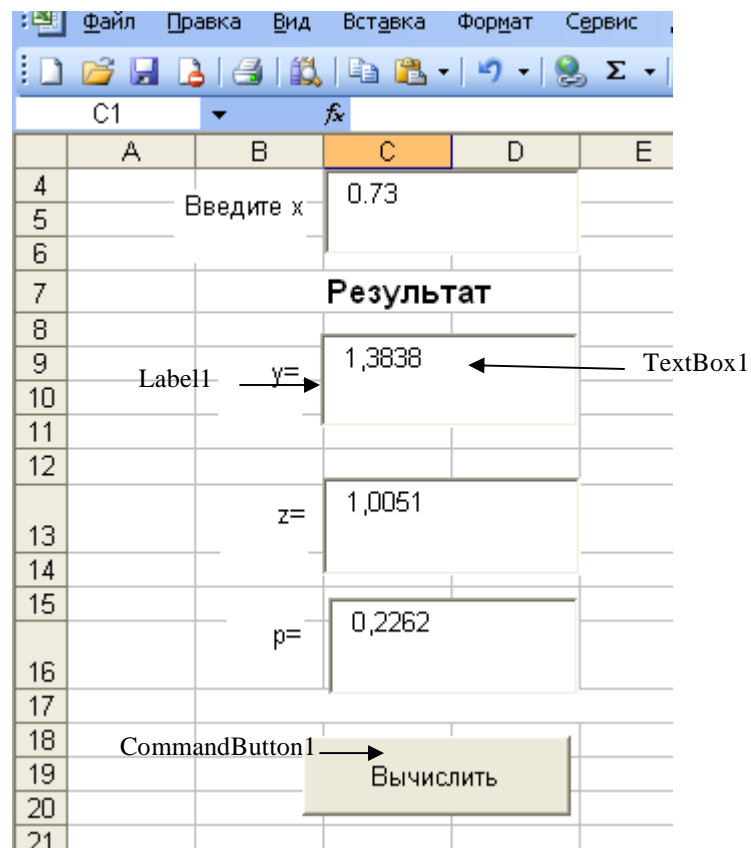 Файл Правка Вид Вставка Формат Сервис
Σ
C1 fx
A B C D E
4
Введите x 0.73
5
6
7 Результат
8
9 1,3838 TextBox1
Label1 y=
10
11
12
1,0051
z=
13
14
15
0,2262
p=
16
17
18
CommandButton1
19 Вычислить
20
21